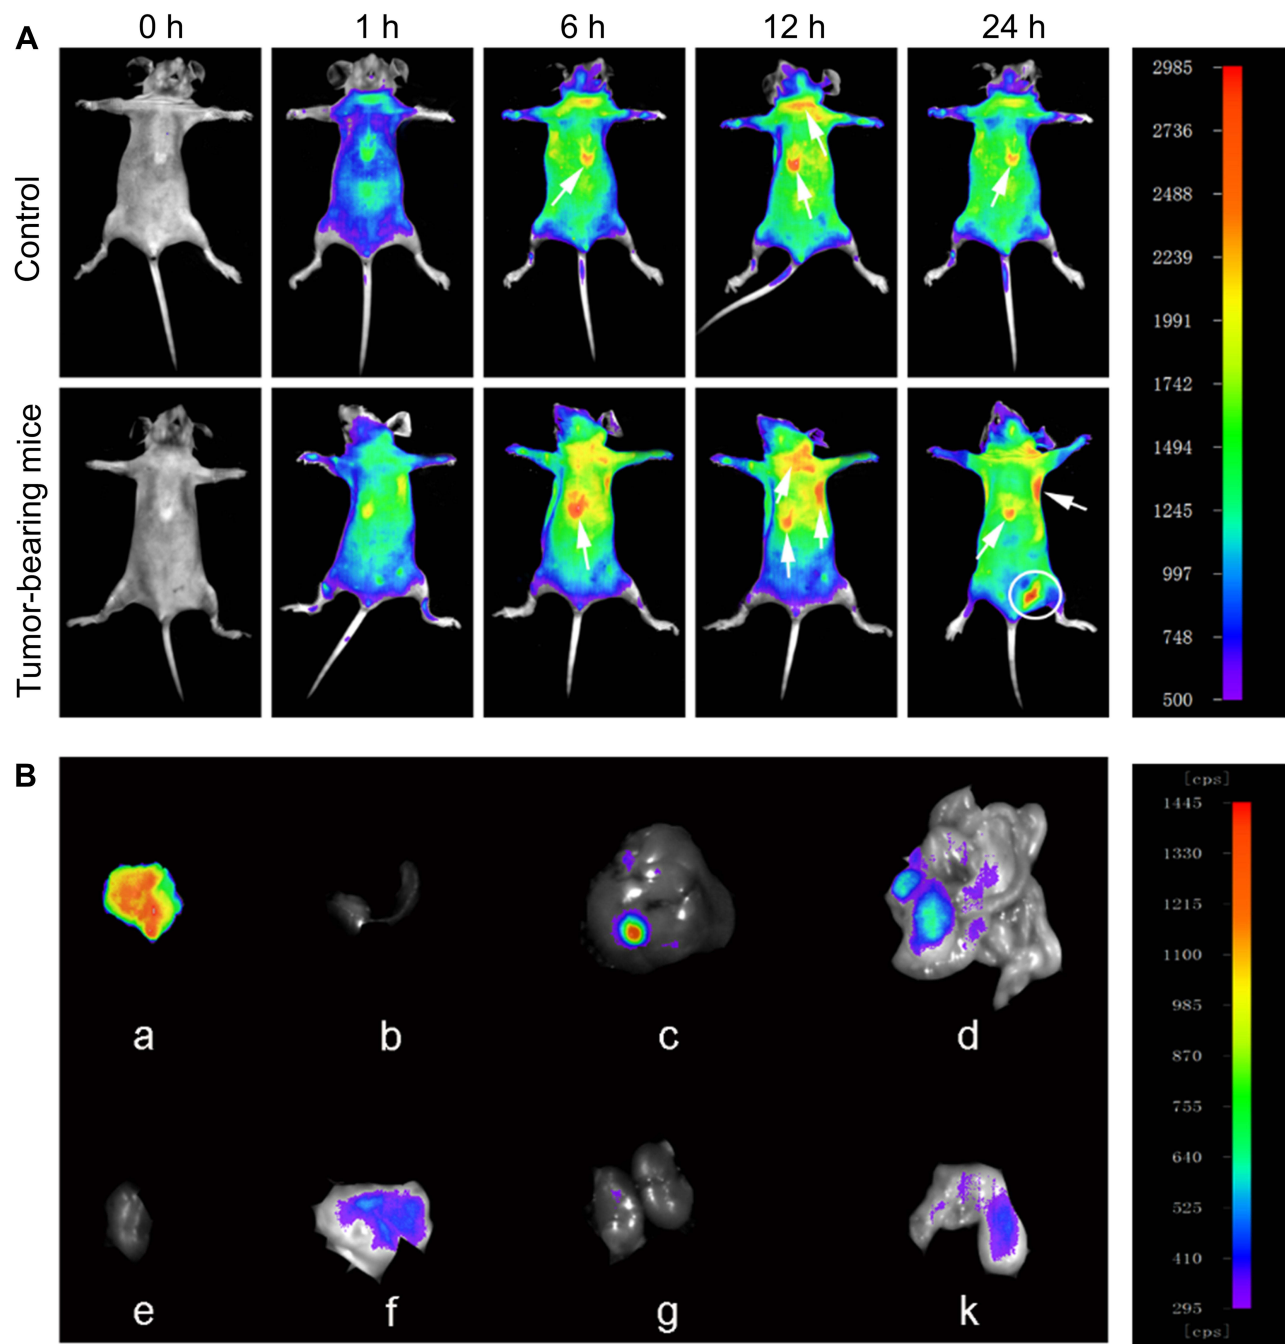 A
0 h
1 h
6 h
12 h
24 h
Control
Tumor-bearing mice
2985
2736
2488
2239
1991
1742
1494
1245
997
748
500
B
a
b
c
d
e
f
g
k
[cps]
1445
1330
1215
1100
985
870
755
640
525
410
295
[cps]